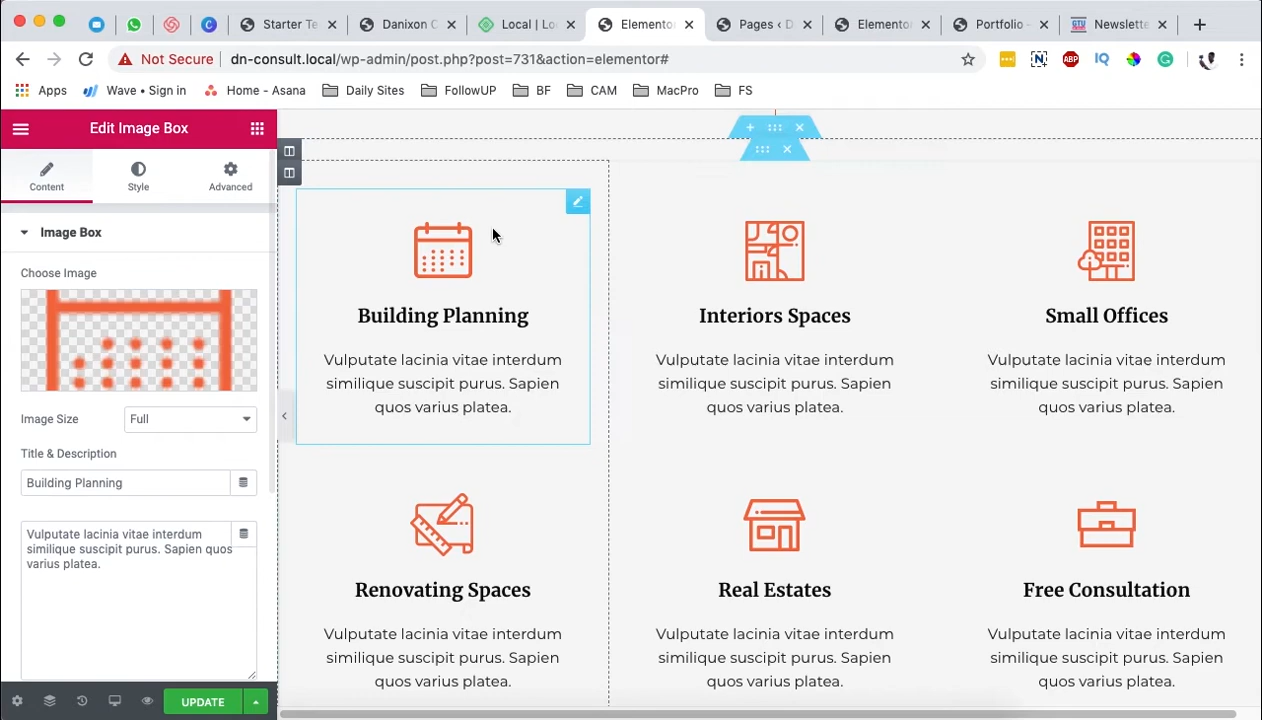 Starter Te
Danixon C
Local | Lo
Elementor
Pages ‹ D
Elementor
Portfolio -
Newslette
Not Secure
dn-consult.local/wp-admin/post.php?post=731&action=elementor#
Apps
Wave • Sign in
Home - Asana
Daily Sites
FollowUP
BF
CAM
MacPro
FS
Edit Image Box
Content
Style
Advanced
Image Box
Choose Image
Image Size
Full
Title & Description
Building Planning
Vulputate lacinia vitae interdum
similique suscipit purus. Sapien quos
varius platea.
UPDATE
Building Planning
Vulputate lacinia vitae interdum
similique suscipit purus. Sapien
quos varius platea.
Interiors Spaces
Vulputate lacinia vitae interdum
similique suscipit purus. Sapien
quos varius platea.
Small Offices
Vulputate lacinia vitae interdum
similique suscipit purus. Sapien
quos varius platea.
Renovating Spaces
Vulputate lacinia vitae interdum
similique suscipit purus. Sapien
quos varius platea.
Real Estates
Vulputate lacinia vitae interdum
similique suscipit purus. Sapien
quos varius platea.
Free Consultation
Vulputate lacinia vitae interdum
similique suscipit purus. Sapien
quos varius platea.